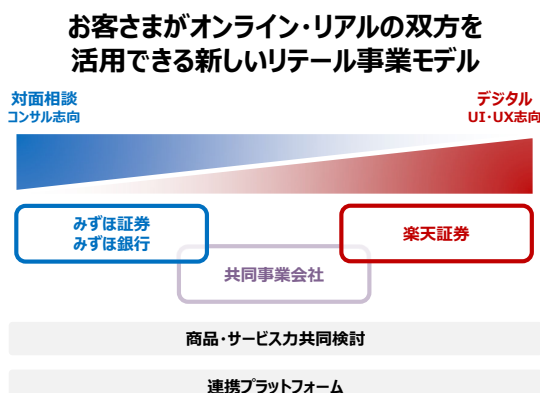 お客さまがオンライン・リアルの双方を
活用できる新しいリテール事業モデル
対面相談
コンサル志向
デジタル
UI・UX志向
みずほ証券
みずほ銀行
楽天証券
共同事業会社
商品・サービス力共同検討
連携プラットフォーム